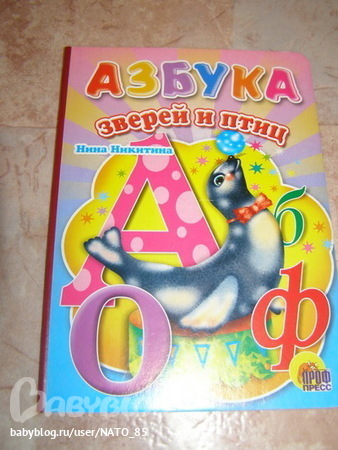 АЗБУКА
зверей и птиц
Нина Никитина
А
б
О
ф
ПРОФ
ПРЕСС
babyblog.ru/user/NATO_85